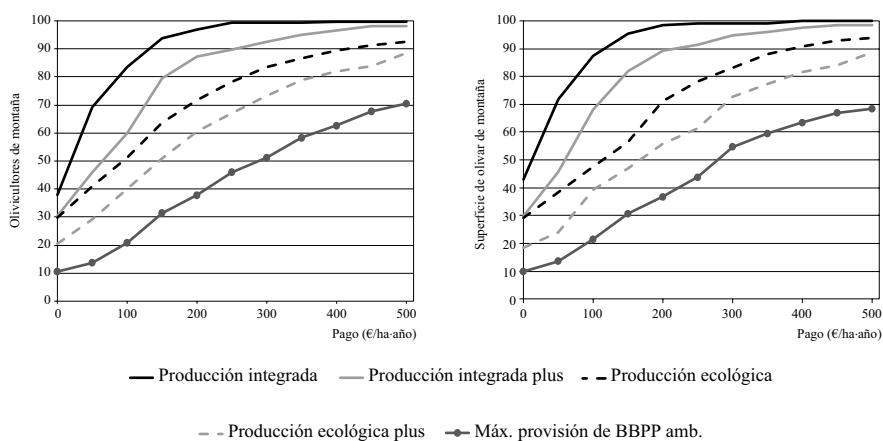 Olivicultores de montaña
100
90
80
70
60
50
40
30
20
10
0
0 100 200 300 400 500
Pago (€/ha·año)
Superficie de olivar de montaña
100
90
80
70
60
50
40
30
20
10
0
0 100 200 300 400 500
Pago (€/ha·año)
Producción integrada Producción integrada plus Producción ecológica
Producción ecológica plus Máx. provisión de BBPP amb.